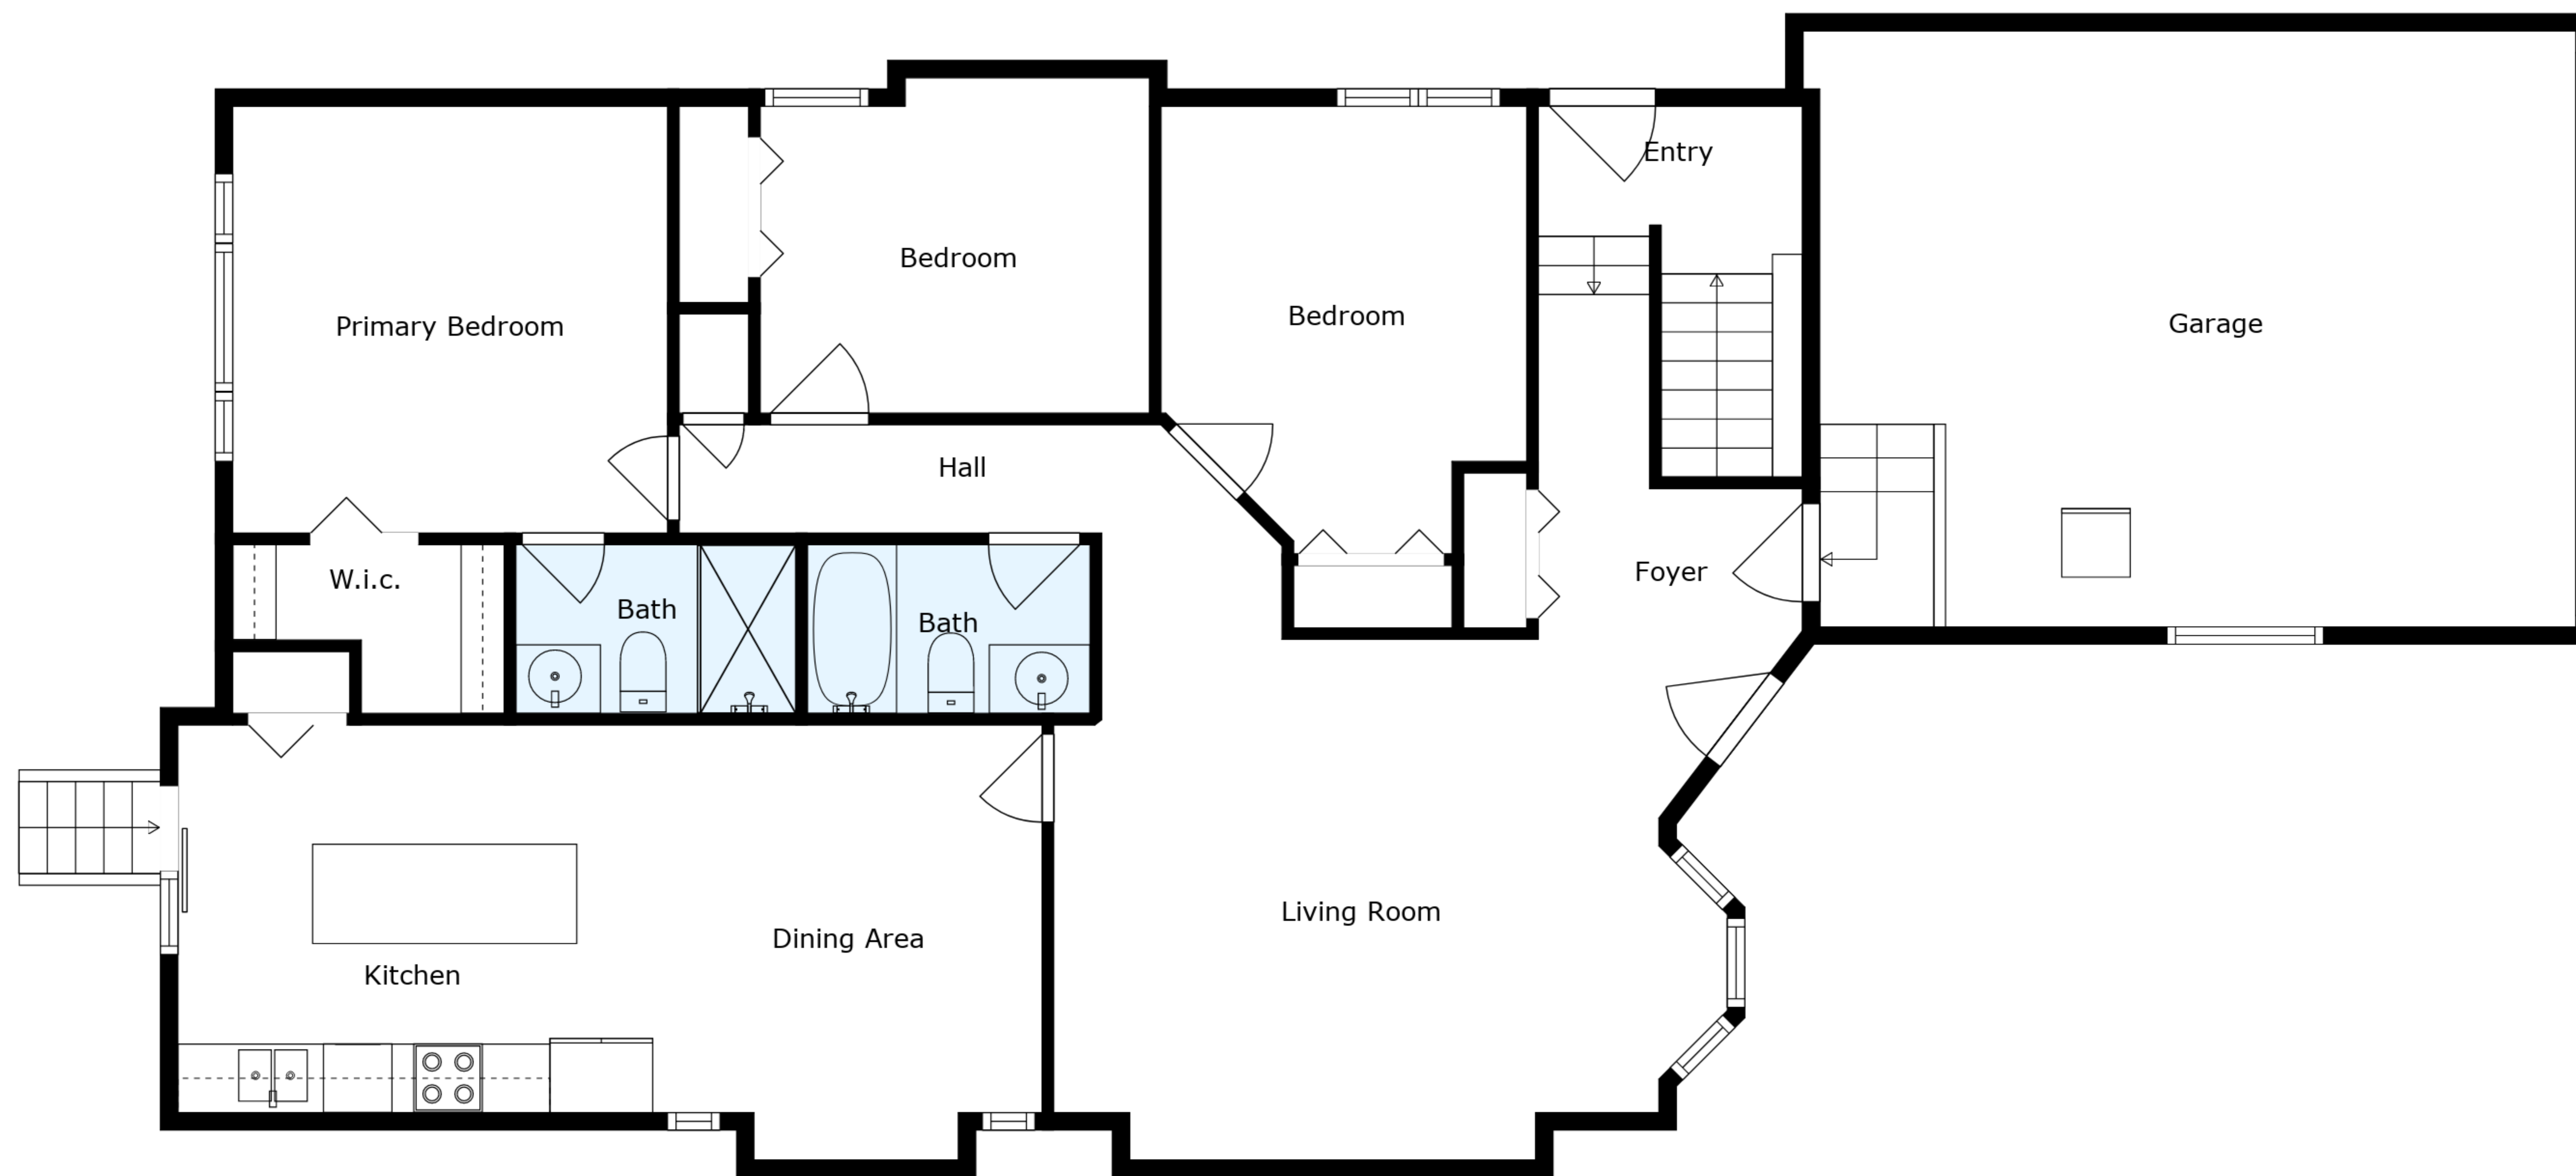 Entry
Bedroom
Bedroom
Garage
Primary Bedroom
Hall
W.i.c.
Foyer
Bath
Bath
Living Room
Dining Area
Kitchen